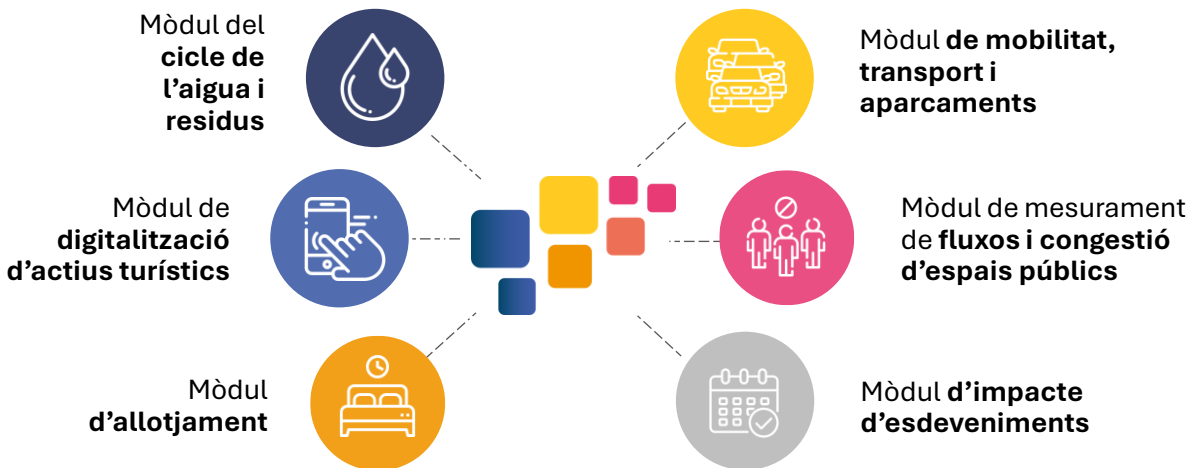 Mòdul del
cicle de
l’aigua i
residus
Mòdul de mobilitat,
transport i
aparcaments
Mòdul de
digitalització
d’actius turístics
Mòdul de mesurament
de fluxos i congestió
d’espais públics
Mòdul
d’allotjament
Mòdul d’impacte
d’esdeveniments